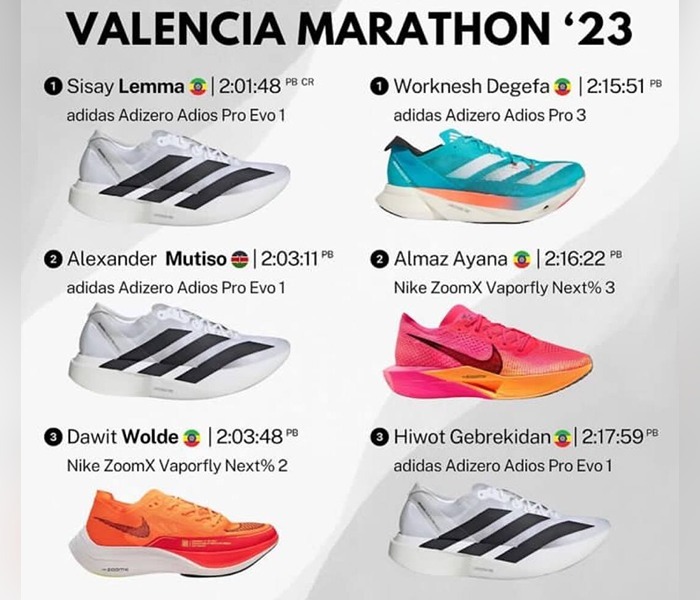 VALENCIA MARATHON ‘23
1 Sisay Lemma | 2:01:48 PB CR
adidas Adizero Adios Pro Evo 1
2 Alexander Mutiso | 2:03:11 PB
adidas Adizero Adios Pro Evo 1
3 Dawit Wolde | 2:03:48 PB
Nike ZoomX Vaporfly Next% 2
1 Worknesh Degefa | 2:15:51 PB
adidas Adizero Adios Pro 3
2 Almaz Ayana | 2:16:22 PB
Nike ZoomX Vaporfly Next% 3
3 Hiwot Gebrekidan | 2:17:59 PB
adidas Adizero Adios Pro Evo 1